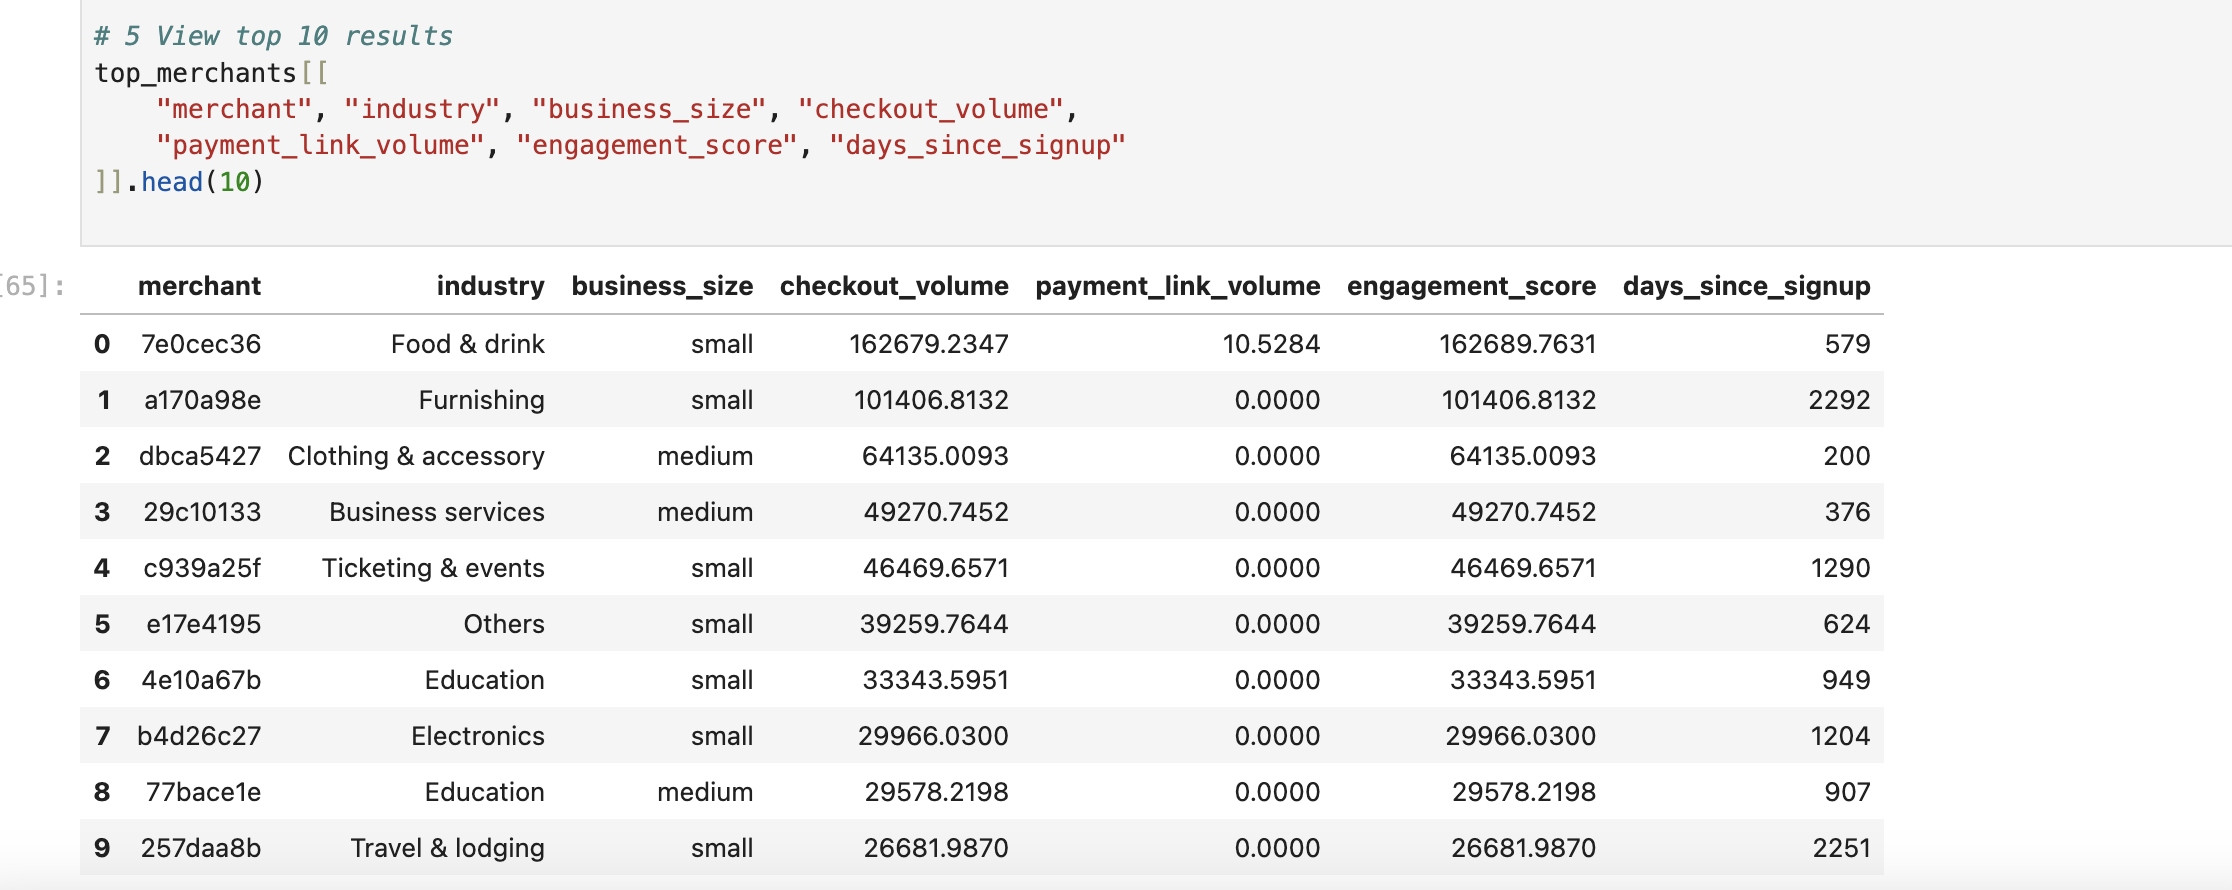 # 5 View top 10 results
top_merchants[[
"merchant", "industry", "business_size", "checkout_volume",
"payment_link_volume", "engagement_score", "days_since_signup"
]].head(10)
[65]:
merchant industry business_size checkout_volume payment_link_volume engagement_score days_since_signup
0 7e0cec36 Food & drink small 162679.2347 10.5284 162689.7631 579
1 a170a98e Furnishing small 101406.8132 0.0000 101406.8132 2292
2 dbca5427 Clothing & accessory medium 64135.0093 0.0000 64135.0093 200
3 29c10133 Business services medium 49270.7452 0.0000 49270.7452 376
4 c939a25f Ticketing & events small 46469.6571 0.0000 46469.6571 1290
5 e17e4195 Others small 39259.7644 0.0000 39259.7644 624
6 4e10a67b Education small 33343.5951 0.0000 33343.5951 949
7 b4d26c27 Electronics small 29966.0300 0.0000 29966.0300 1204
8 77bace1e Education medium 29578.2198 0.0000 29578.2198 907
9 257daa8b Travel & lodging small 26681.9870 0.0000 26681.9870 2251